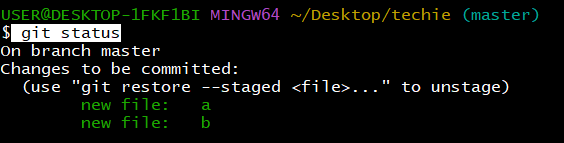 USER@DESKTOP-1FKF1BI MINGW64 ~/Desktop/techie (master)
$ git status
On branch master
Changes to be committed:
  (use "git restore --staged <file>..." to unstage)
        new file:   a
        new file:   b